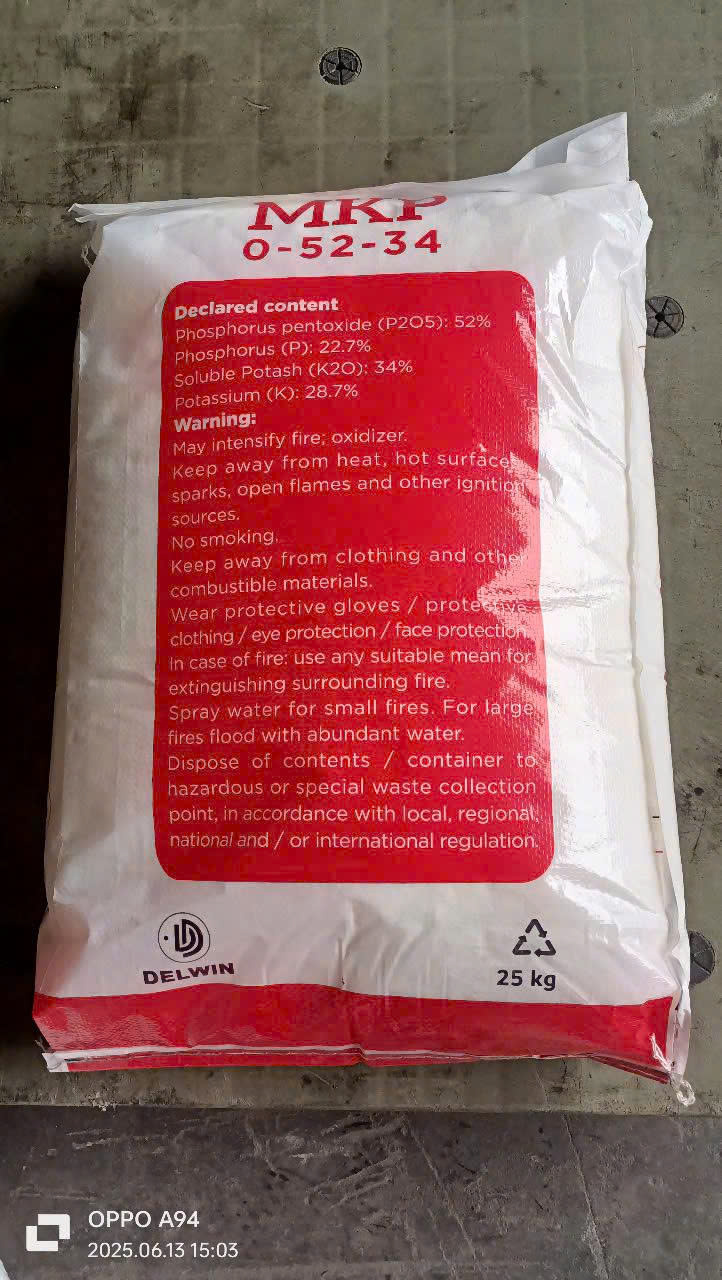 MKP
0-52-34
Declared content
Phosphorus pentoxide (P2O5): 52%
Phosphorus (P): 22.7%
Soluble Potash (K2O): 34%
Potassium (K): 28.7%
Warning:
May intensify fire; oxidizer.
Keep away from heat, hot surface
sparks, open flames and other ignition
sources.
No smoking.
Keep away from clothing and other
combustible materials.
Wear protective gloves / protective
clothing / eye protection / face protection.
In case of fire: use any suitable mean for
extinguishing surrounding fire.
Spray water for small fires. For large
fires flood with abundant water.
Dispose of contents / container to
hazardous or special waste collection
point, in accordance with local, regional,
national and / or international regulation.
DELWIN
25 kg
OPPO A94
2025.06.13 15:03